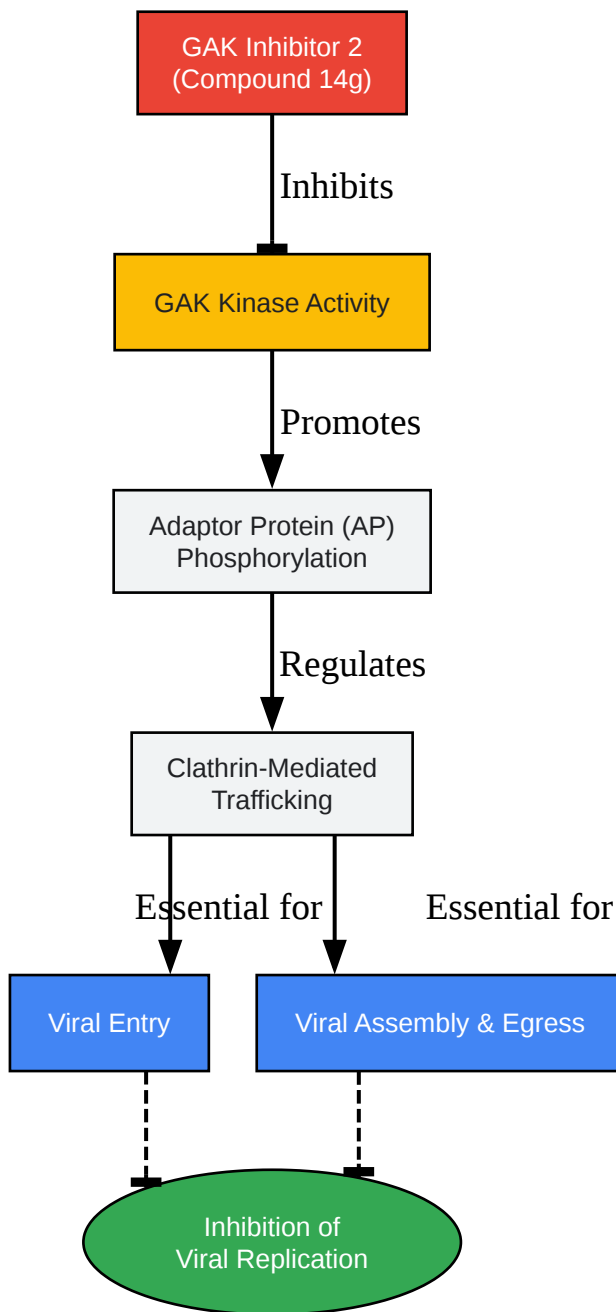 GAK Inhibitor 2
(Compound 14g)
Inhibits
GAK Kinase Activity
Promotes
Adaptor Protein (AP)
Phosphorylation
Regulates
Clathrin-Mediated
Trafficking
Essential for
Essential for
Viral Entry
Viral Assembly & Egress
Inhibition of
Viral Replication